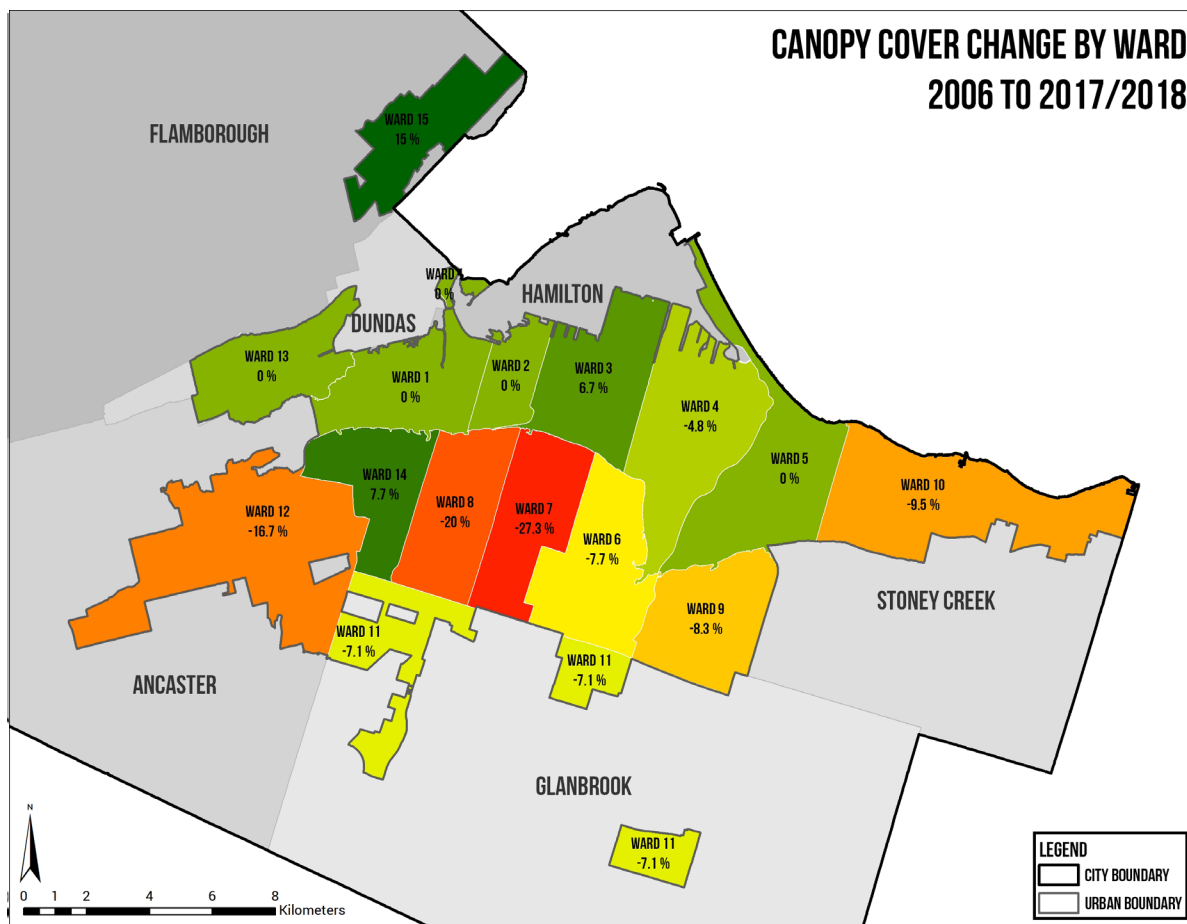 CANOPY COVER CHANGE BY WARD
2006 TO 2017/2018
FLAMBOROUGH
WARD 15
15 %
WARD 1
0 %
HAMILTON
DUNDAS
WARD 13
0 %
WARD 1
0 %
WARD 2
0 %
WARD 3
6.7 %
WARD 4
-4.8 %
WARD 5
0 %
WARD 10
-9.5 %
WARD 14
7.7 %
WARD 8
-20 %
WARD 7
-27.3 %
WARD 6
-7.7 %
WARD 12
-16.7 %
WARD 9
-8.3 %
STONEY CREEK
WARD 11
-7.1 %
WARD 11
-7.1 %
ANCASTER
GLANBROOK
WARD 11
-7.1 %
N
0 1 2 4 6 8
Kilometers
LEGEND
CITY BOUNDARY
URBAN BOUNDARY